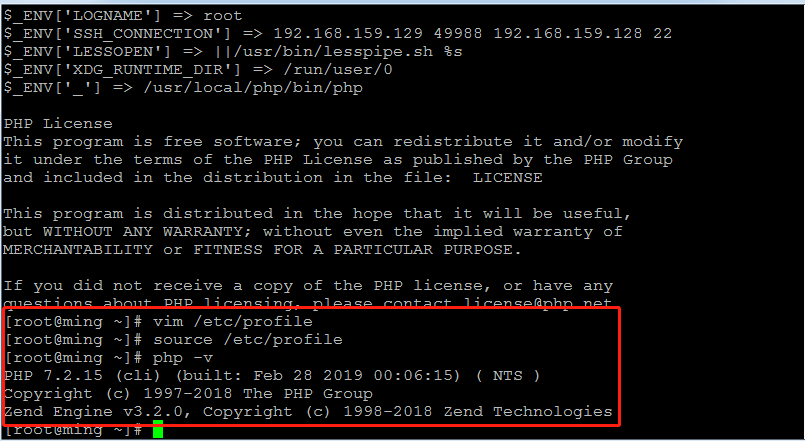 $_ENV['LOGNAME'] => root
$_ENV['SSH_CONNECTION'] => 192.168.159.129 49988 192.168.159.128 22
$_ENV['LESSOPEN'] => ||/usr/bin/lesspipe.sh %s
$_ENV['XDG_RUNTIME_DIR'] => /run/user/0
$_ENV['_'] => /usr/local/php/bin/php
PHP License
This program is free software; you can redistribute it and/or modify
it under the terms of the PHP License as published by the PHP Group
and included in the distribution in the file:  LICENSE
This program is distributed in the hope that it will be useful,
but WITHOUT ANY WARRANTY; without even the implied warranty of
MERCHANTABILITY or FITNESS FOR A PARTICULAR PURPOSE.
If you did not receive a copy of the PHP license, or have any
questions about PHP licensing, please contact license@php.net
[root@ming ~]# vim /etc/profile
[root@ming ~]# source /etc/profile
[root@ming ~]# php -v
PHP 7.2.15 (cli) (built: Feb 28 2019 00:06:15) ( NTS )
Copyright (c) 1997-2018 The PHP Group
Zend Engine v3.2.0, Copyright (c) 1998-2018 Zend Technologies
[root@ming ~]#